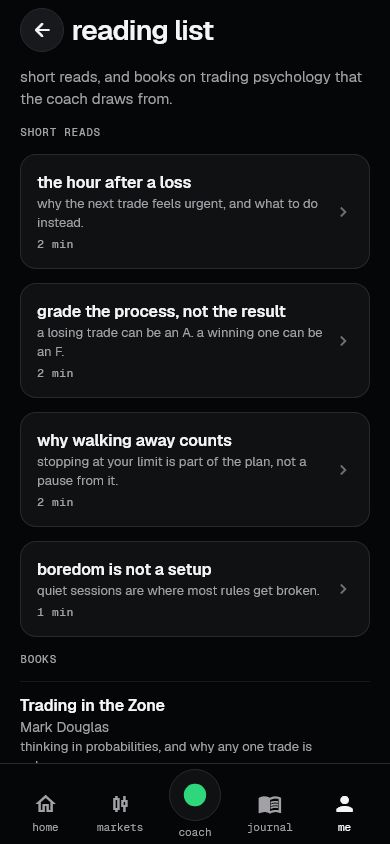 reading list
short reads, and books on trading psychology that
the coach draws from.
SHORT READS
the hour after a loss
why the next trade feels urgent, and what to do
instead.
2 min
grade the process, not the result
a losing trade can be an A. a winning one can be
an F.
2 min
why walking away counts
stopping at your limit is part of the plan, not a
pause from it.
2 min
boredom is not a setup
quiet sessions are where most rules get broken.
1 min
BOOKS
Trading in the Zone
Mark Douglas
thinking in probabilities, and why any one trade is
home
markets
coach
journal
me